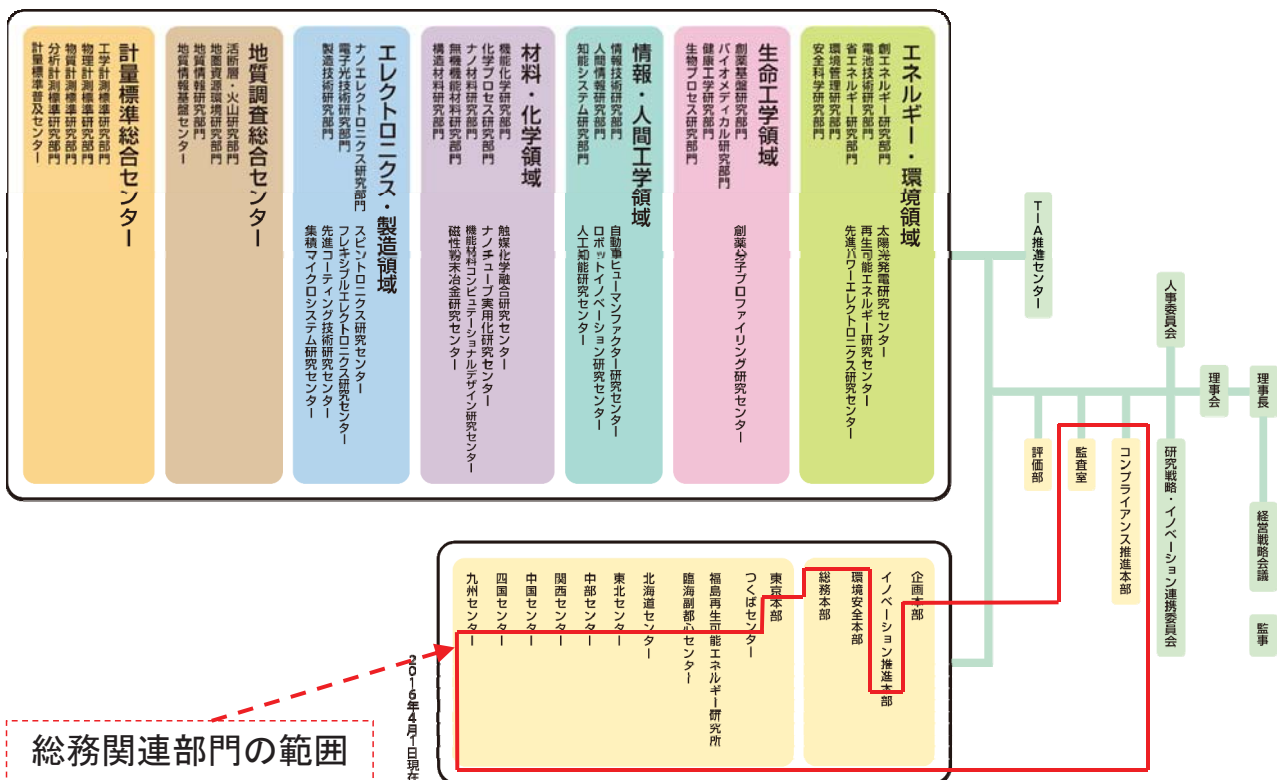 理事長
経営戦略会議
監事
理事会
人事委員会
研究戦略・イノベーション連携委員会
コンプライアンス推進本部
監査室
評価部
TIA推進センター
エネルギー・環境領域
創エネルギー研究部門
電池技術研究部門
省エネルギー研究部門
環境管理研究部門
安全科学研究部門
太陽光発電研究センター
再生可能エネルギー研究センター
先進パワーエレクトロニクス研究センター
生命工学領域
創薬基盤研究部門
バイオメディカル研究部門
健康工学研究部門
生物プロセス研究部門
創薬分子プロファイリング研究センター
情報・人間工学領域
情報技術研究部門
人間情報研究部門
知能システム研究部門
自動車ヒューマンファクター研究センター
ロボットイノベーション研究センター
人工知能研究センター
材料・化学領域
機能化学研究部門
化学プロセス研究部門
ナノ材料研究部門
無機機能材料研究部門
構造材料研究部門
触媒化学融合研究センター
ナノチューブ実用化研究センター
機能材料コンピュテーショナルデザイン研究センター
磁性粉末冶金研究センター
エレクトロニクス・製造領域
ナノエレクトロニクス研究部門
電子光技術研究部門
製造技術研究部門
スピントロニクス研究センター
フレキシブルエレクトロニクス研究センター
先進コーティング技術研究センター
集積マイクロシステム研究センター
地質調査総合センター
活断層・火山研究部門
地圏資源環境研究部門
地質情報研究部門
地質情報基盤センター
計量標準総合センター
工学計測標準研究部門
物理計測標準研究部門
物質計測標準研究部門
分析計測標準研究部門
計量標準普及センター
企画本部
イノベーション推進本部
環境安全本部
総務本部
東京本部
つくばセンター
福島再生可能エネルギー研究所
臨海副都心センター
北海道センター
東北センター
中部センター
関西センター
中国センター
四国センター
九州センター
2016年4月1日現在
総務関連部門の範囲